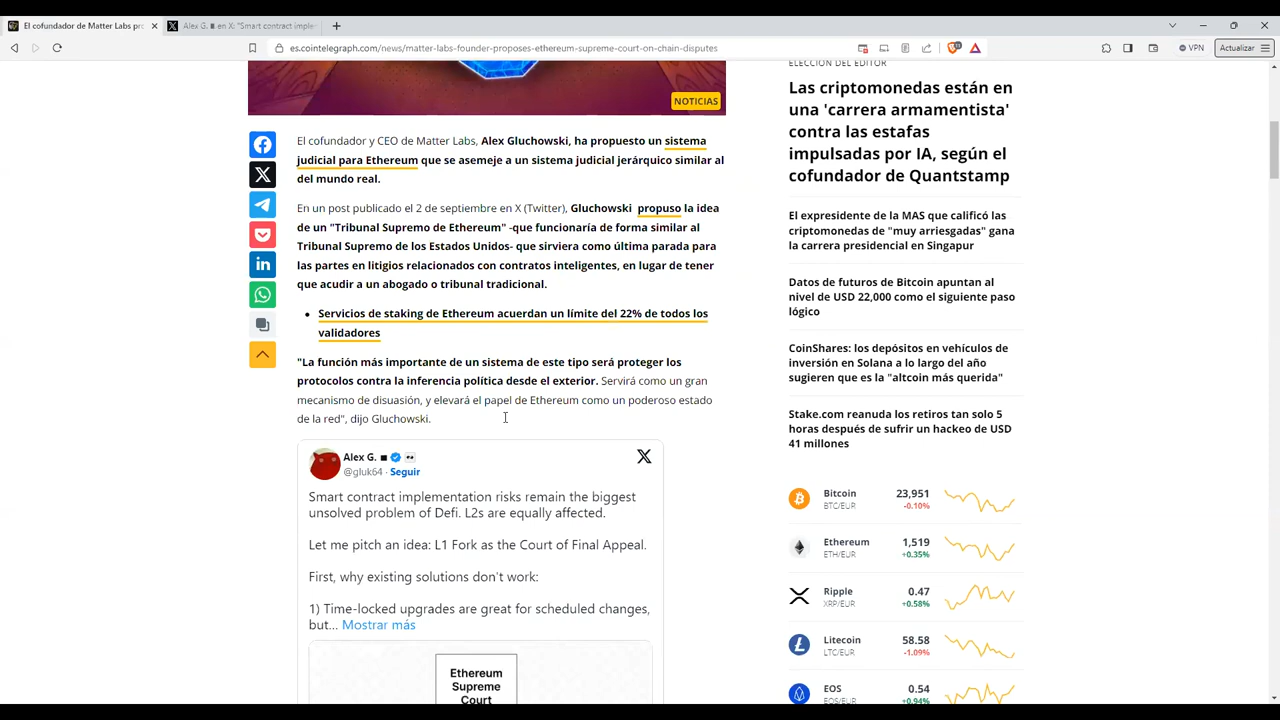 El cofundador de Matter Labs pro
Alex G. ■ en X: "Smart contract imple
es.cointelegraph.com/news/matter-labs-founder-proposes-ethereum-supreme-court-on-chain-disputes
VPN
Actualizar
NOTICIAS
El cofundador y CEO de Matter Labs, Alex Gluchowski, ha propuesto un sistema
judicial para Ethereum que se asemeje a un sistema judicial jerárquico similar al
del mundo real.
En un post publicado el 2 de septiembre en X (Twitter), Gluchowski propuso la idea
de un "Tribunal Supremo de Ethereum" -que funcionaría de forma similar al
Tribunal Supremo de los Estados Unidos- que sirviera como última parada para
las partes en litigios relacionados con contratos inteligentes, en lugar de tener
que acudir a un abogado o tribunal tradicional.
• Servicios de staking de Ethereum acuerdan un límite del 22% de todos los
validadores
"La función más importante de un sistema de este tipo será proteger los
protocolos contra la inferencia política desde el exterior. Servirá como un gran
mecanismo de disuasión, y elevará el papel de Ethereum como un poderoso estado
de la red", dijo Gluchowski.
Alex G. ■
@gluk64 · Seguir
Smart contract implementation risks remain the biggest
unsolved problem of Defi. L2s are equally affected.
Let me pitch an idea: L1 Fork as the Court of Final Appeal.
First, why existing solutions don't work:
1) Time-locked upgrades are great for scheduled changes,
but... Mostrar más
Ethereum
Supreme
Court
ELECCIÓN DEL EDITOR
Las criptomonedas están en
una 'carrera armamentista'
contra las estafas
impulsadas por IA, según el
cofundador de Quantstamp
El expresidente de la MAS que calificó las
criptomonedas de "muy arriesgadas" gana
la carrera presidencial en Singapur
Datos de futuros de Bitcoin apuntan al
nivel de USD 22,000 como el siguiente paso
lógico
CoinShares: los depósitos en vehículos de
inversión en Solana a lo largo del año
sugieren que es la "altcoin más querida"
Stake.com reanuda los retiros tan solo 5
horas después de sufrir un hackeo de USD
41 millones
Bitcoin 23,951
BTC/EUR -0.10%
Ethereum 1,519
ETH/EUR +0.35%
Ripple 0.47
XRP/EUR +0.58%
Litecoin 58.58
LTC/EUR -1.09%
EOS 0.54
EOS/EUR +0.94%